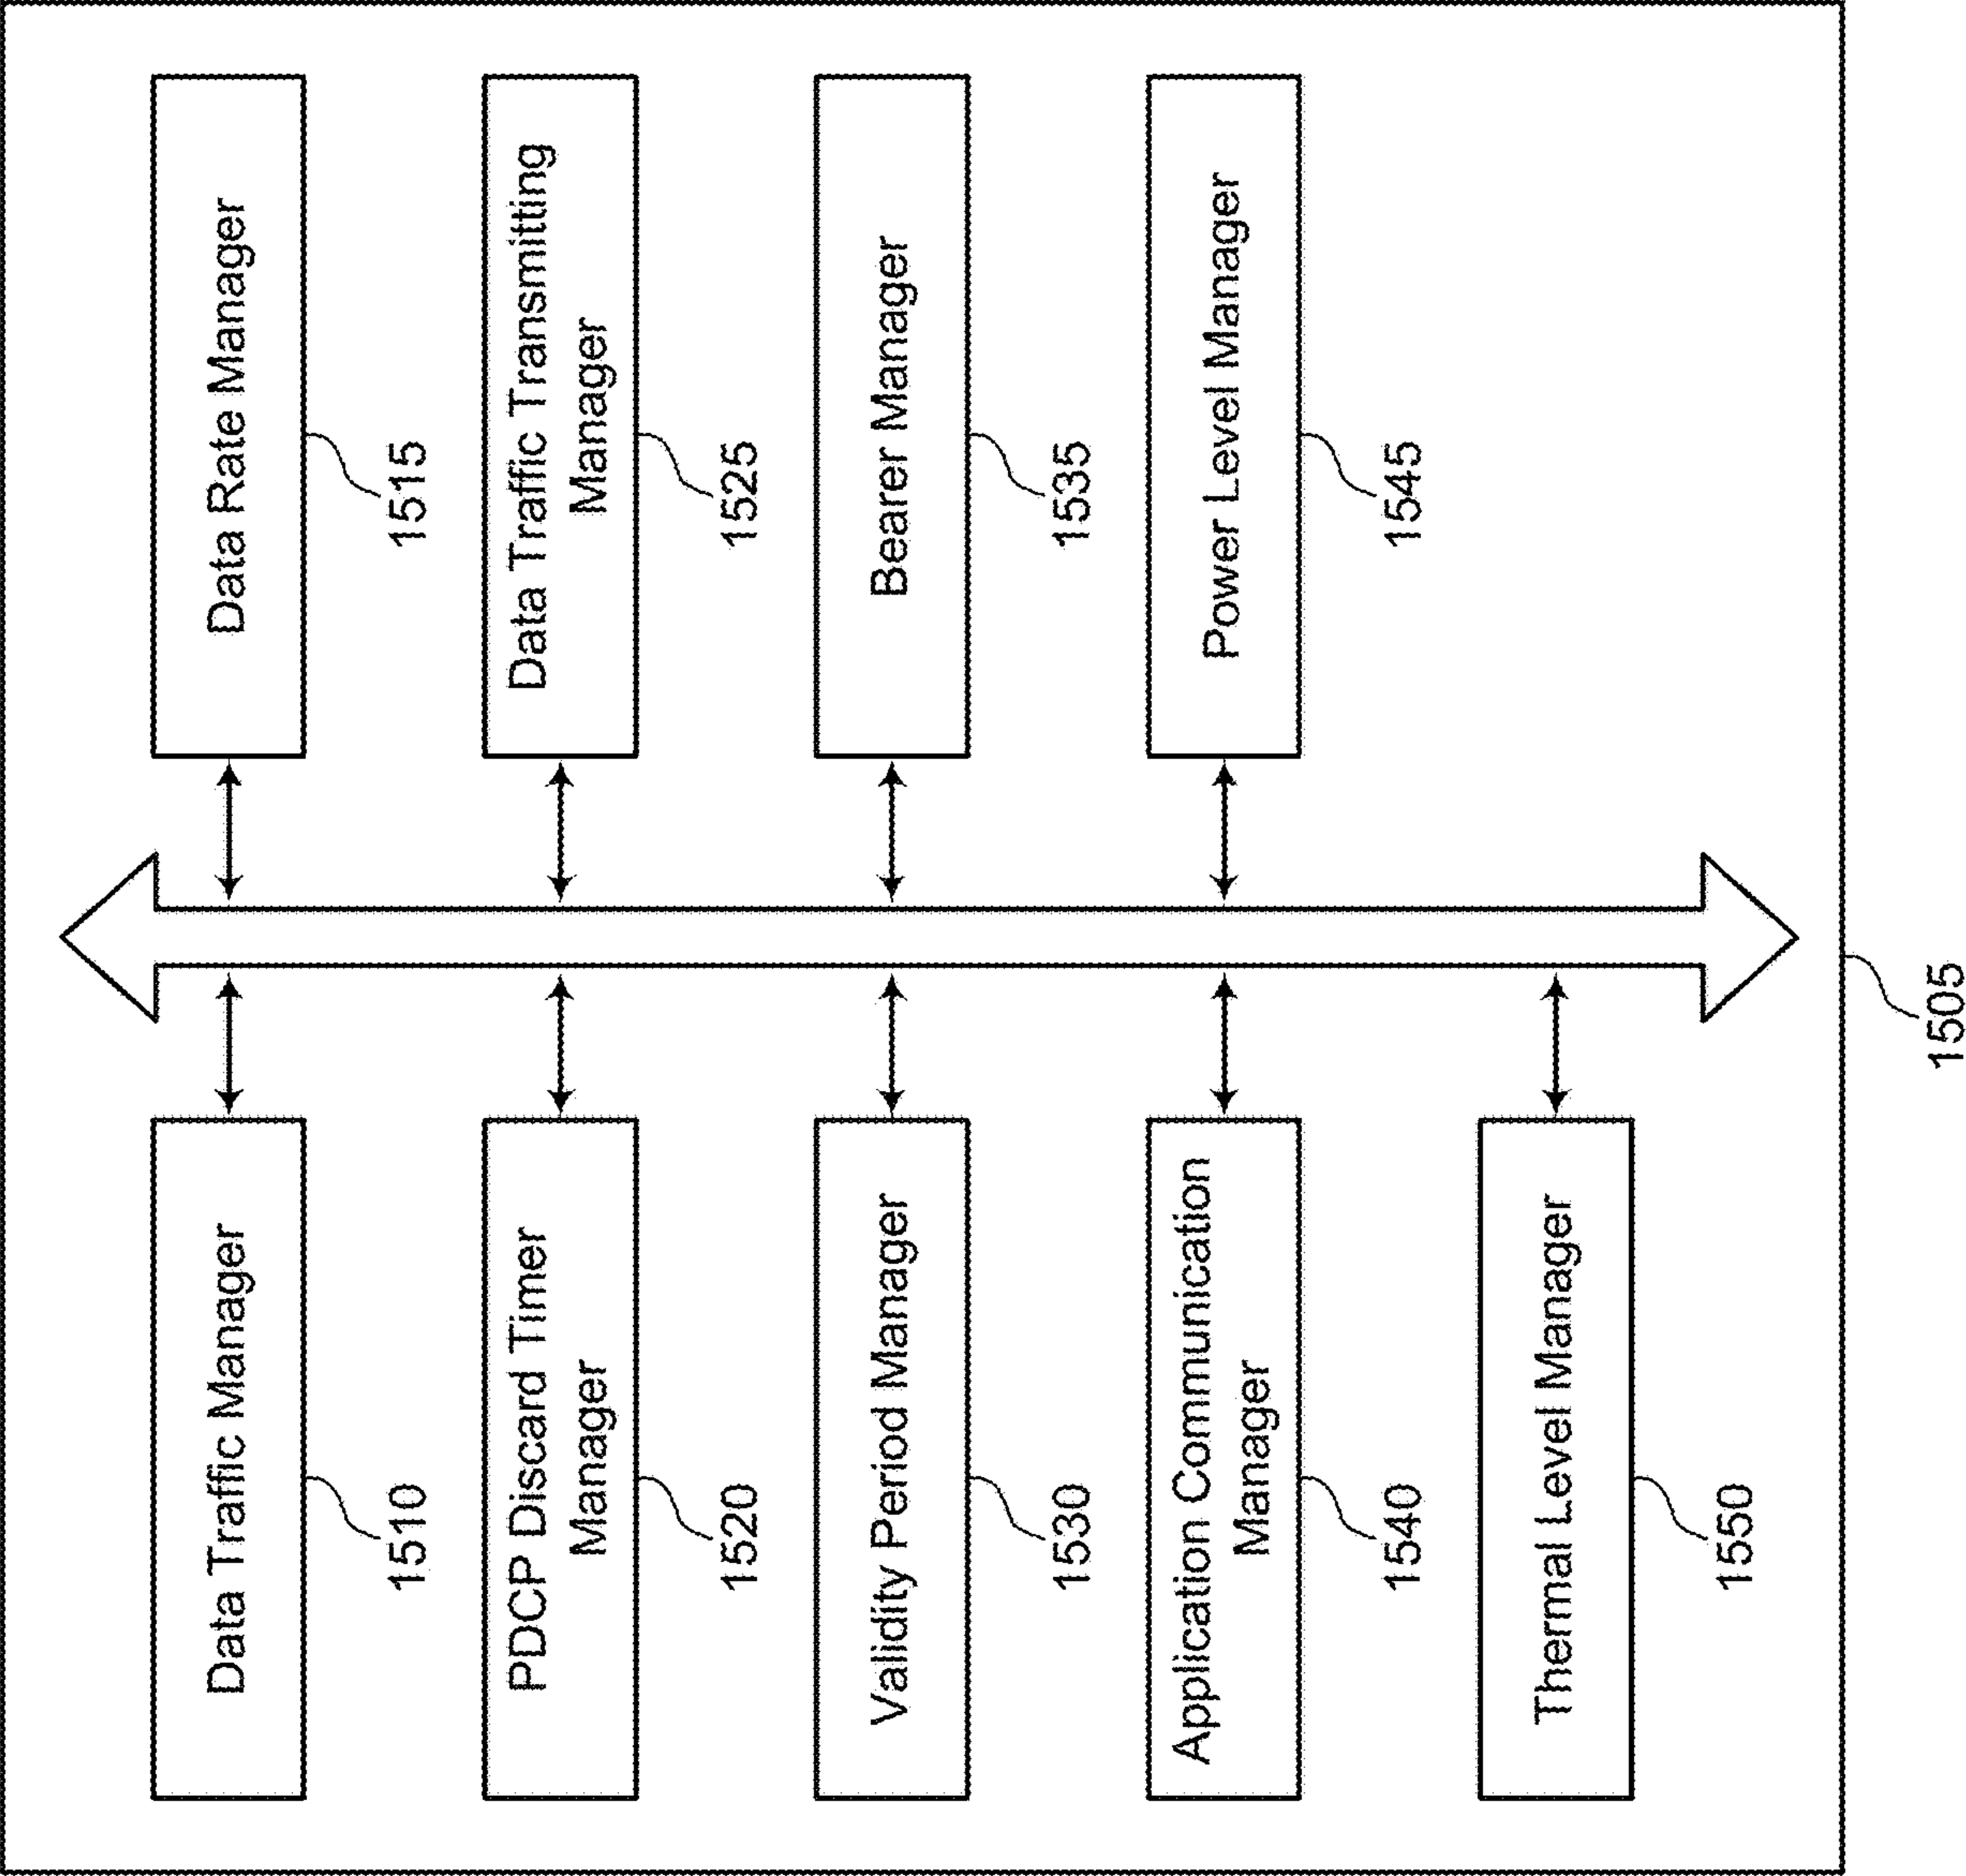 Data Traffic Manager
1510
Data Rate Manager
1515
PDCP Discard Timer
Manager
1520
Data Traffic Transmitting
Manager
1525
Validity Period Manager
1530
Bearer Manager
1535
Application Communication
Manager
1540
Power Level Manager
1545
Thermal Level Manager
1550
1505